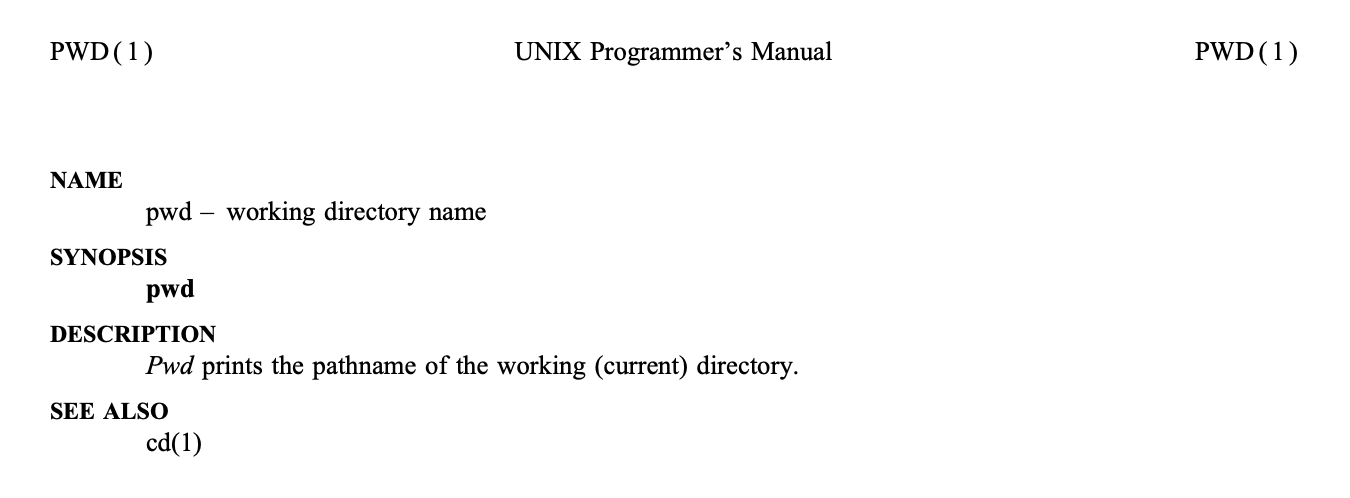 PWD(1) UNIX Programmer’s Manual PWD(1)
NAME
pwd – working directory name
SYNOPSIS
pwd
DESCRIPTION
Pwd prints the pathname of the working (current) directory.
SEE ALSO
cd(1)